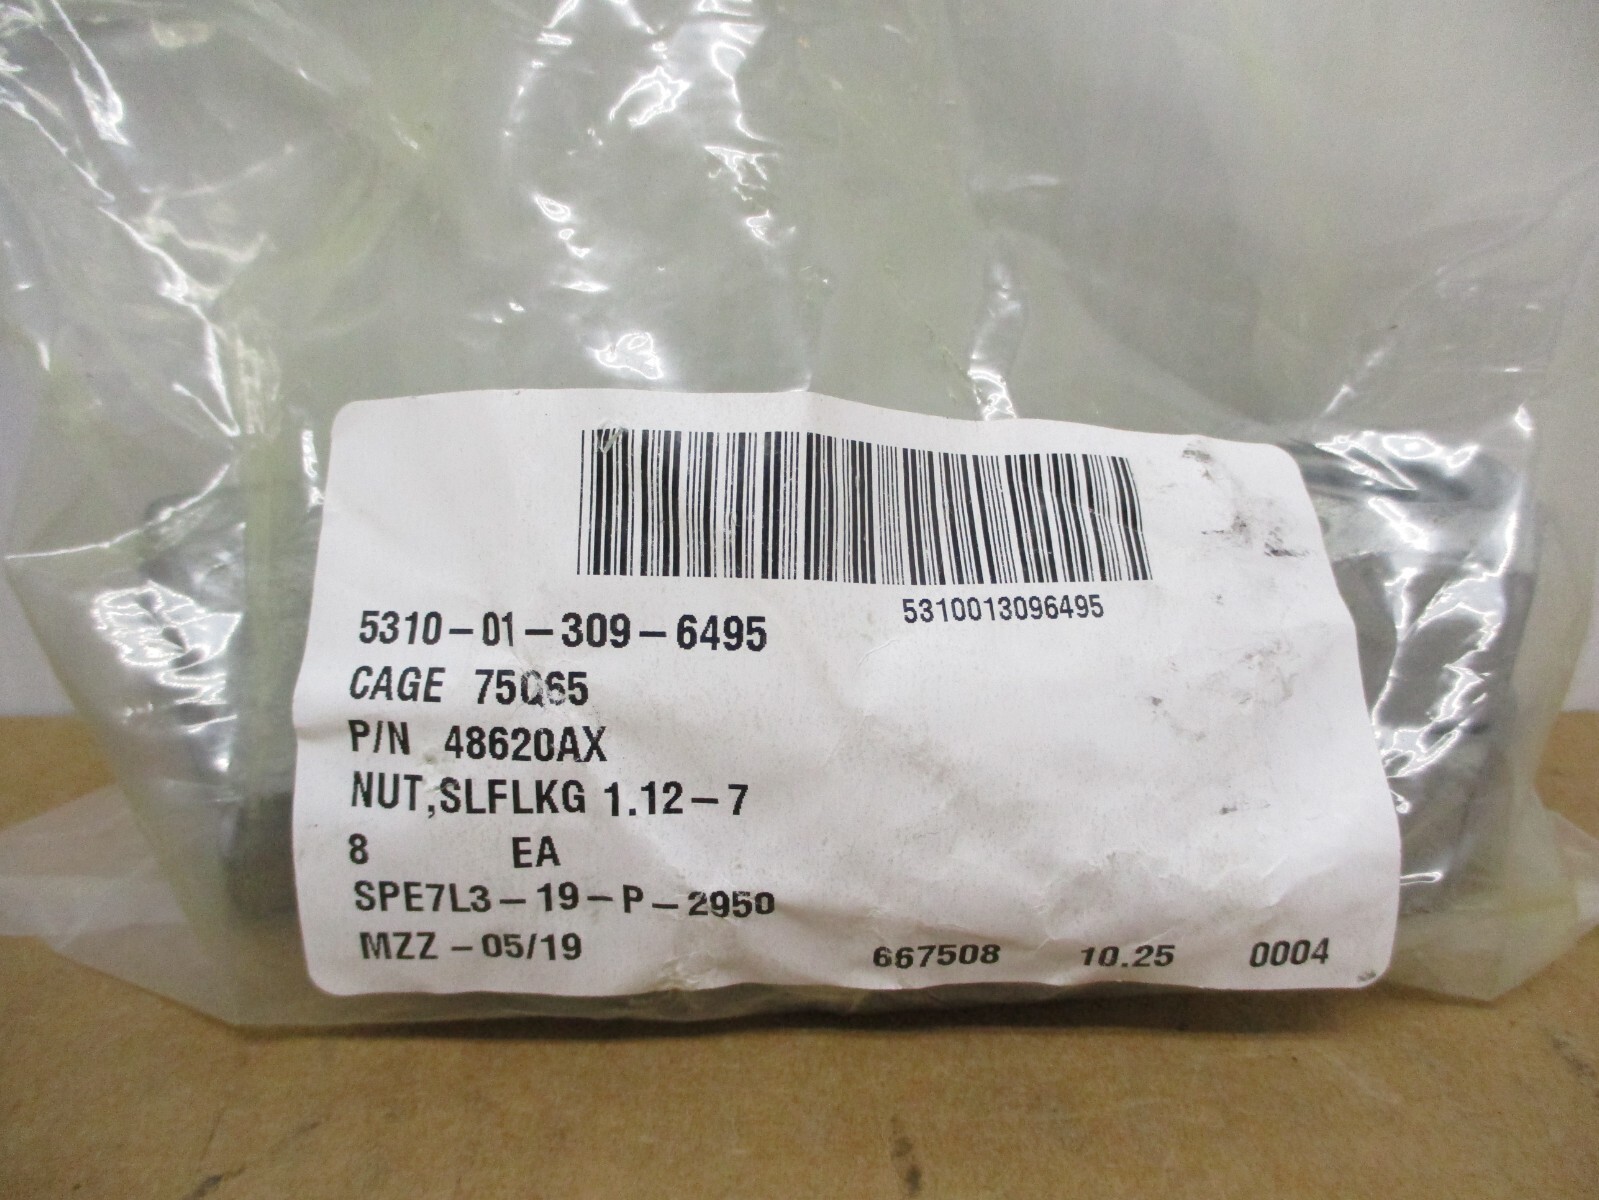 5310013096495
5310-01-309-6495
CAGE 75Q65
P/N 48620AX
NUT,SLFLKG 1.12-7
8 EA
SPE7L3-19-P-2950
MZZ-05/19 667508 10.25 0004